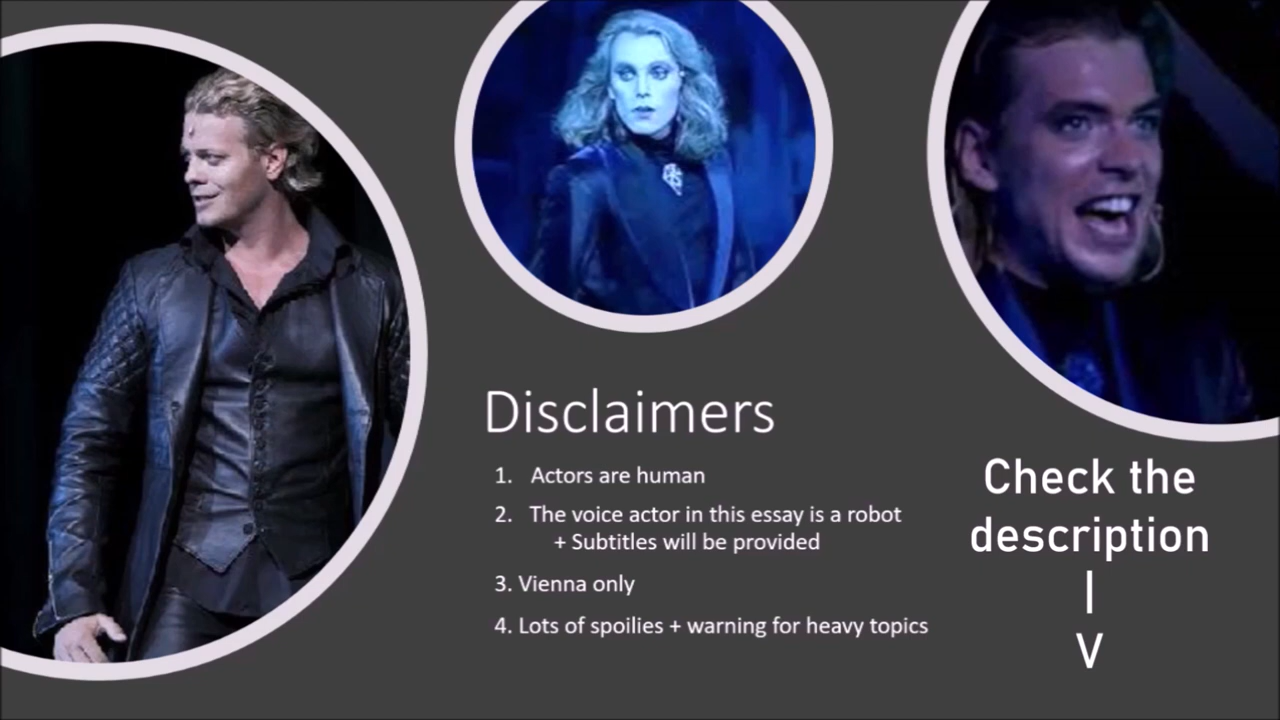 Disclaimers
1. Actors are human
2. The voice actor in this essay is a robot
+ Subtitles will be provided
3. Vienna only
4. Lots of spoilies + warning for heavy topics
Check the
description
|
V